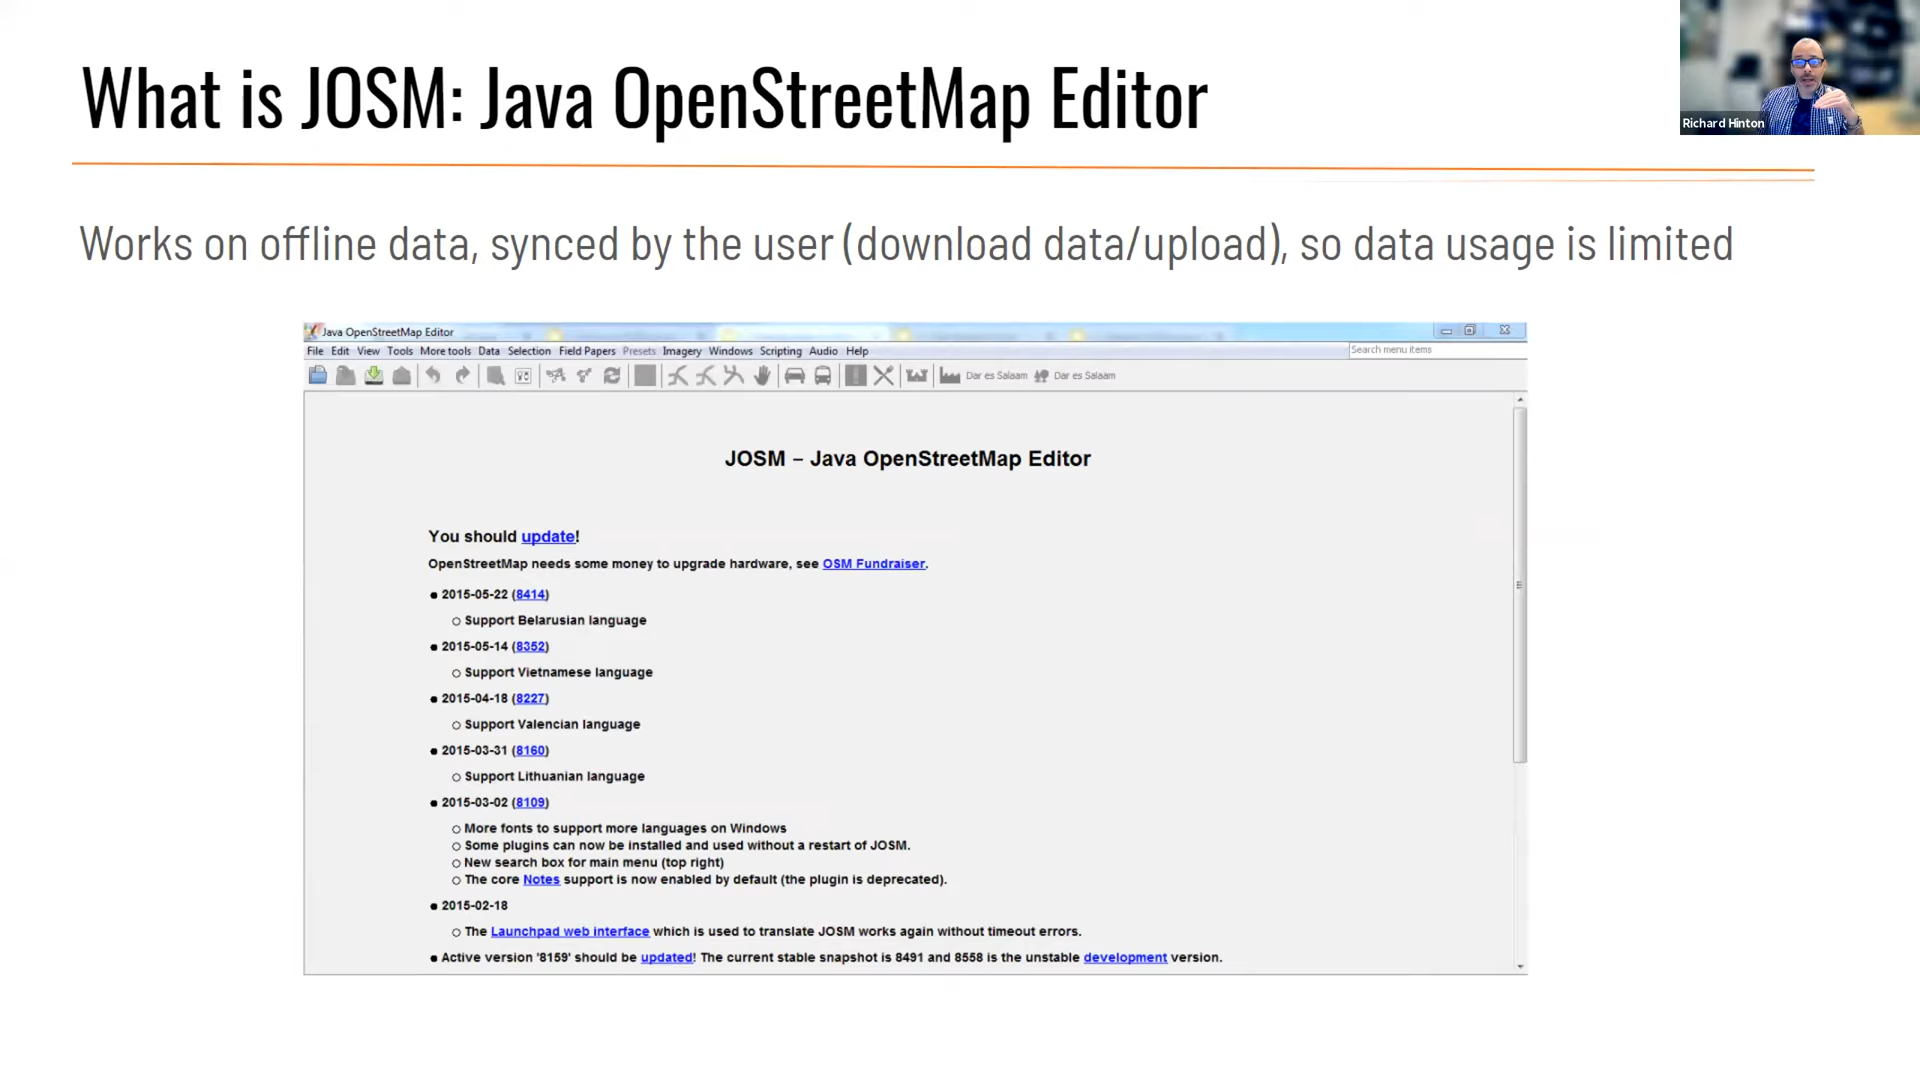 What is JOSM: Java OpenStreetMap Editor
Richard Hinton
Works on offline data, synced by the user (download data/upload), so data usage is limited
Java OpenStreetMap Editor
File Edit View Tools More tools Data Selection Field Papers Presets Imagery Windows Scripting Audio Help
Search menu items
Dar es Salaam Dar es Salaam
JOSM – Java OpenStreetMap Editor
You should update!
OpenStreetMap needs some money to upgrade hardware, see OSM Fundraiser.
2015-05-22 (8414)
Support Belarusian language
2015-05-14 (8352)
Support Vietnamese language
2015-04-18 (8227)
Support Valencian language
2015-03-31 (8160)
Support Lithuanian language
2015-03-02 (8109)
More fonts to support more languages on Windows
Some plugins can now be installed and used without a restart of JOSM.
New search box for main menu (top right)
The core Notes support is now enabled by default (the plugin is deprecated).
2015-02-18
The Launchpad web interface which is used to translate JOSM works again without timeout errors.
Active version '8159' should be updated! The current stable snapshot is 8491 and 8558 is the unstable development version.